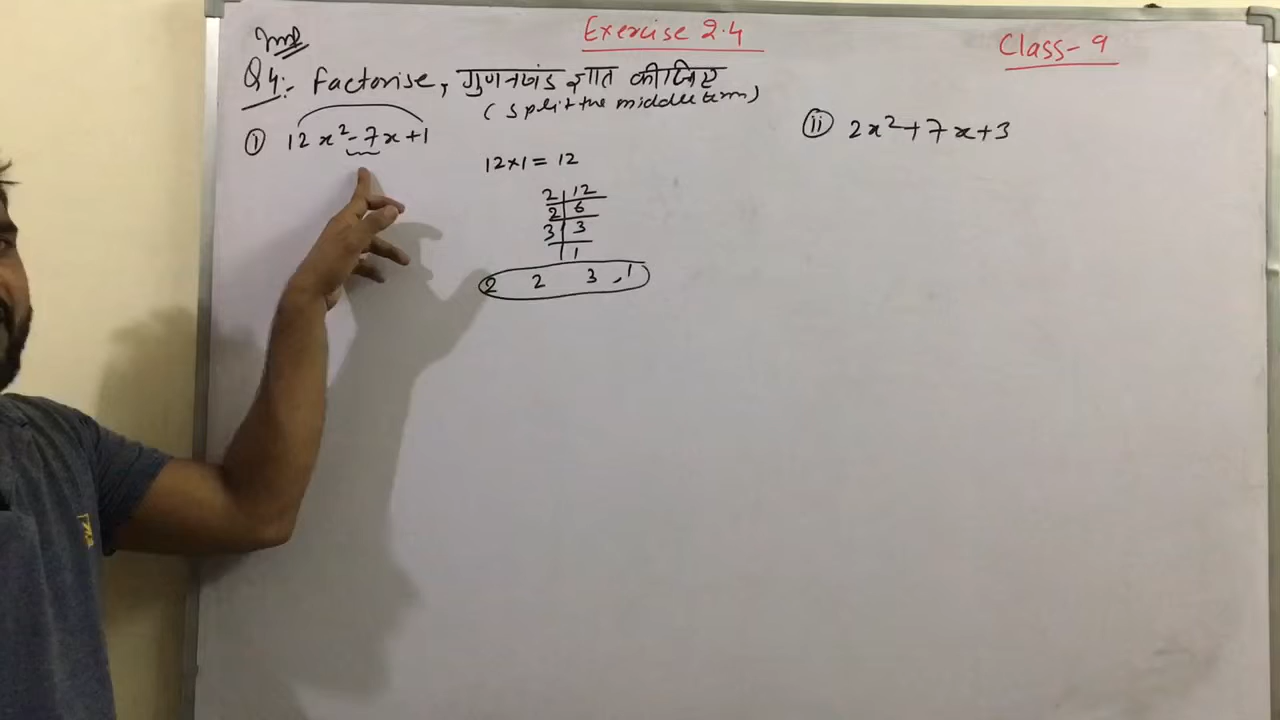 Imp
Exercise 2.4
Class-9
Q4:- Factorise, गुणनखंड ज्ञात कीजिए
(split the middle term)
(i) 12x²-7x+1
12×1=12
2 | 12
2 | 6
3 | 3
| 1
2 2 3, 1
(ii) 2x²+7x+3